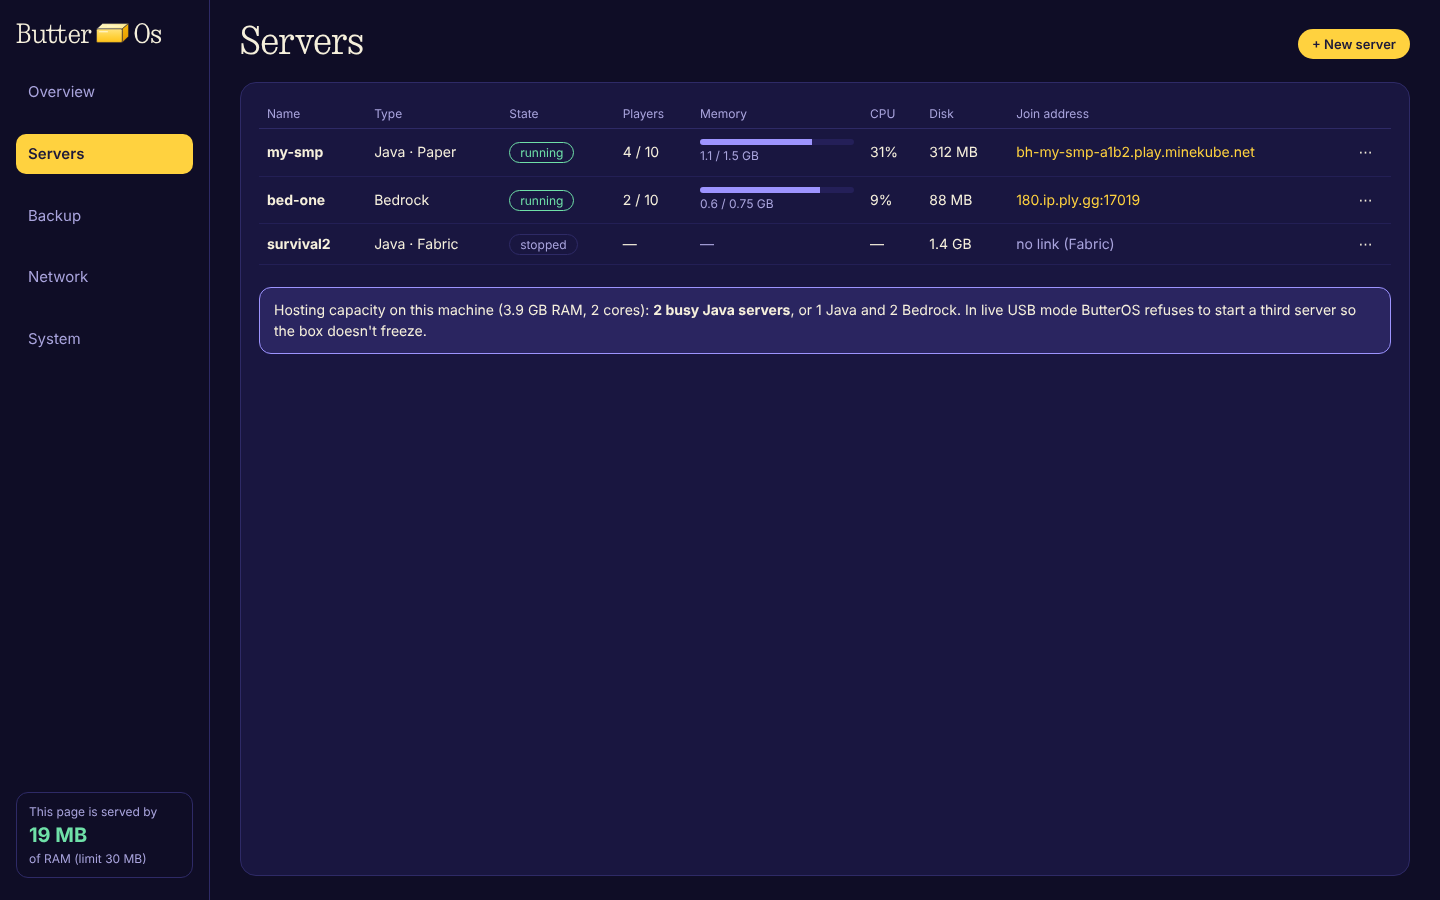 Butter Os
Overview
Servers
Backup
Network
System
This page is served by
19 MB
of RAM (limit 30 MB)
Servers
+ New server
Name Type State Players Memory CPU Disk Join address
my-smp Java · Paper running 4 / 10 1.1 / 1.5 GB 31% 312 MB bh-my-smp-a1b2.play.minekube.net ···
bed-one Bedrock running 2 / 10 0.6 / 0.75 GB 9% 88 MB 180.ip.ply.gg:17019 ···
survival2 Java · Fabric stopped — — — 1.4 GB no link (Fabric) ···
Hosting capacity on this machine (3.9 GB RAM, 2 cores): 2 busy Java servers, or 1 Java and 2 Bedrock. In live USB mode ButterOS refuses to start a third server so
the box doesn't freeze.